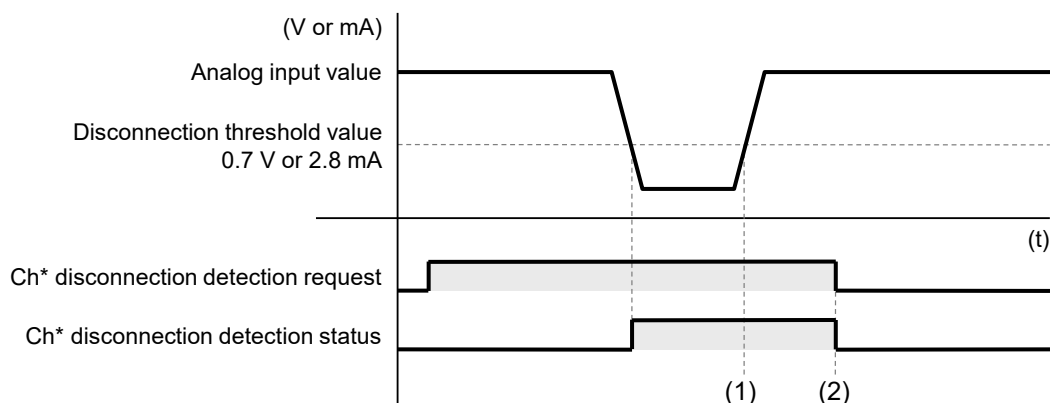 (V or mA)
Analog input value
Disconnection threshold value
0.7 V or 2.8 mA
(t)
Ch* disconnection detection request
Ch* disconnection detection status
(1)
(2)